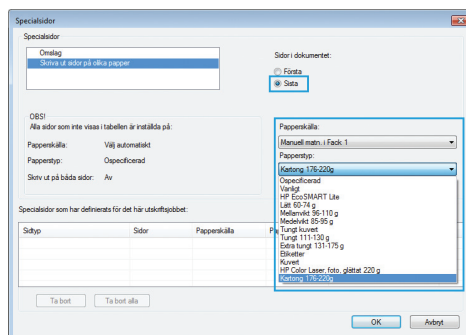 Specialsidor
Specialsidor
Omslag
Skriva ut sidor på olika papper
Sidor i dokumentet:
Första
Sista
OBS!
Alla sidor som inte visas i tabellen är inställda på:
Papperskälla: Välj automatiskt
Papperstyp: Ospecificerad
Skriv ut på båda sidor: Av
Papperskälla:
Manuell matn. i Fack 1
Papperstyp:
Kartong 176-220g
Ospecificerad
Vanligt
HP EcoSMART Lite
Lätt 60-74 g
Mellanvikt 96-110 g
Medelvikt 85-95 g
Tungt kuvert
Tungt 111-130 g
Extra tungt 131-175 g
Etiketter
Kuvert
HP Color Laser, foto, glättat 220 g
Kartong 176-220g
Specialsidor som har definierats för det här utskriftsjobbet:
Sidtyp Sidor Papperskälla
Ta bort Ta bort alla
OK Avbryt